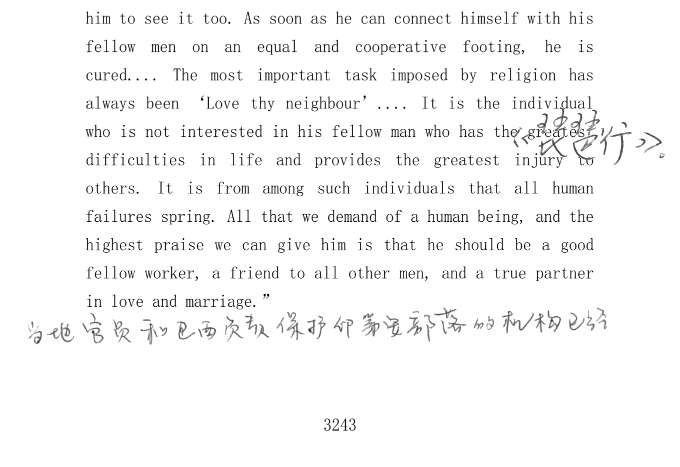 him to see it too. As soon as he can connect himself with his
fellow men on an equal and cooperative footing, he is
cured.... The most important task imposed by religion has
always been ‘Love thy neighbour’.... It is the individual
who is not interested in his fellow man who has the greatest
《琵琶行》。
difficulties in life and provides the greatest injury to
others. It is from among such individuals that all human
failures spring. All that we demand of a human being, and the
highest praise we can give him is that he should be a good
fellow worker, a friend to all other men, and a true partner
in love and marriage.”
当地官员和巴西负责保护印第安部落的机构已经
3243